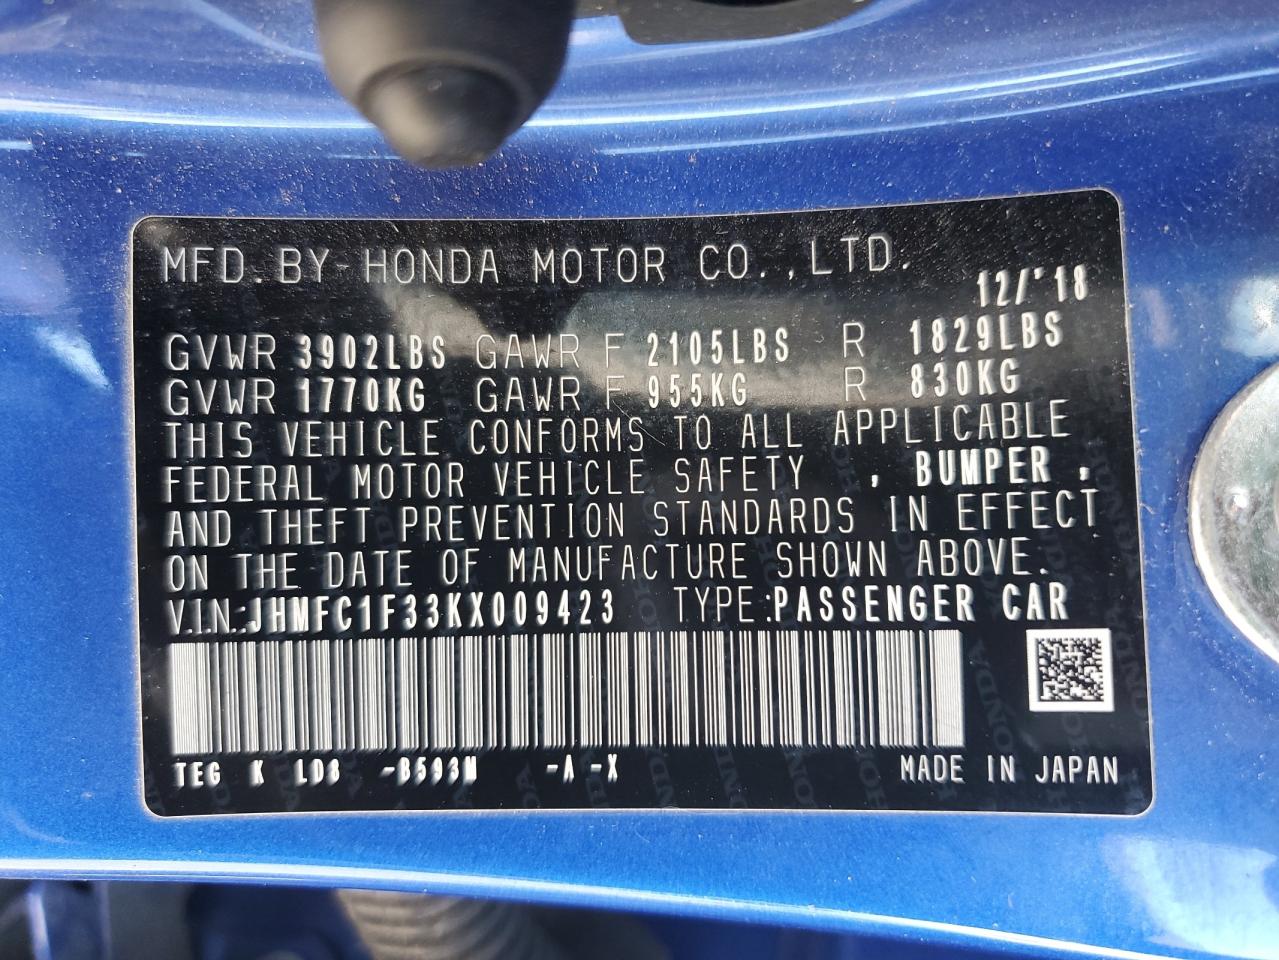 MFD. BY HONDA MOTOR CO.,LTD.
12/'18
GVWR 3902LBS GAWR F 2105LBS R 1829LBS
GVWR 1770KG GAWR F 955KG R 830KG
THIS VEHICLE CONFORMS TO ALL APPLICABLE
FEDERAL MOTOR VEHICLE SAFETY , BUMPER ,
AND THEFT PREVENTION STANDARDS IN EFFECT
ON THE DATE OF MANUFACTURE SHOWN ABOVE.
V.I.N.:JHMFC1F33KX009423 TYPE:PASSENGER CAR
TEG K LD8 -B593M -A -X MADE IN JAPAN